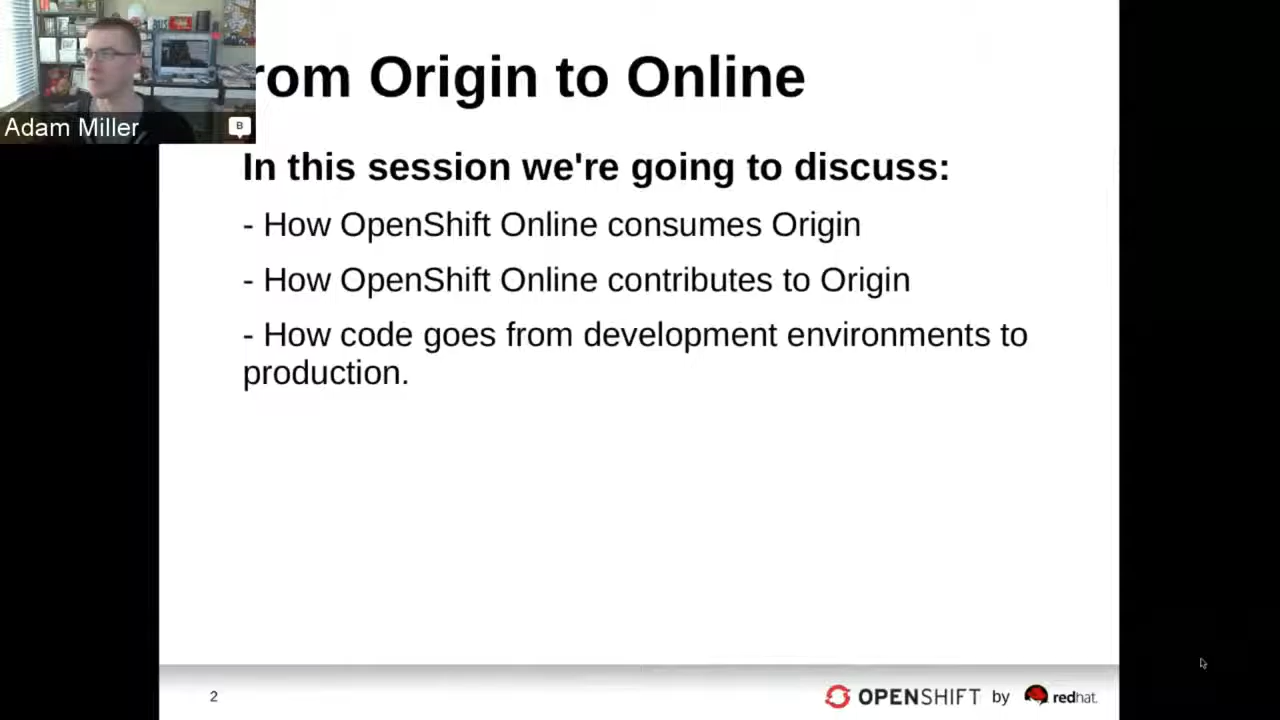 rom Origin to Online
Adam Miller
B
In this session we're going to discuss:
- How OpenShift Online consumes Origin
- How OpenShift Online contributes to Origin
- How code goes from development environments to
production.
2
OPENSHIFT by redhat.